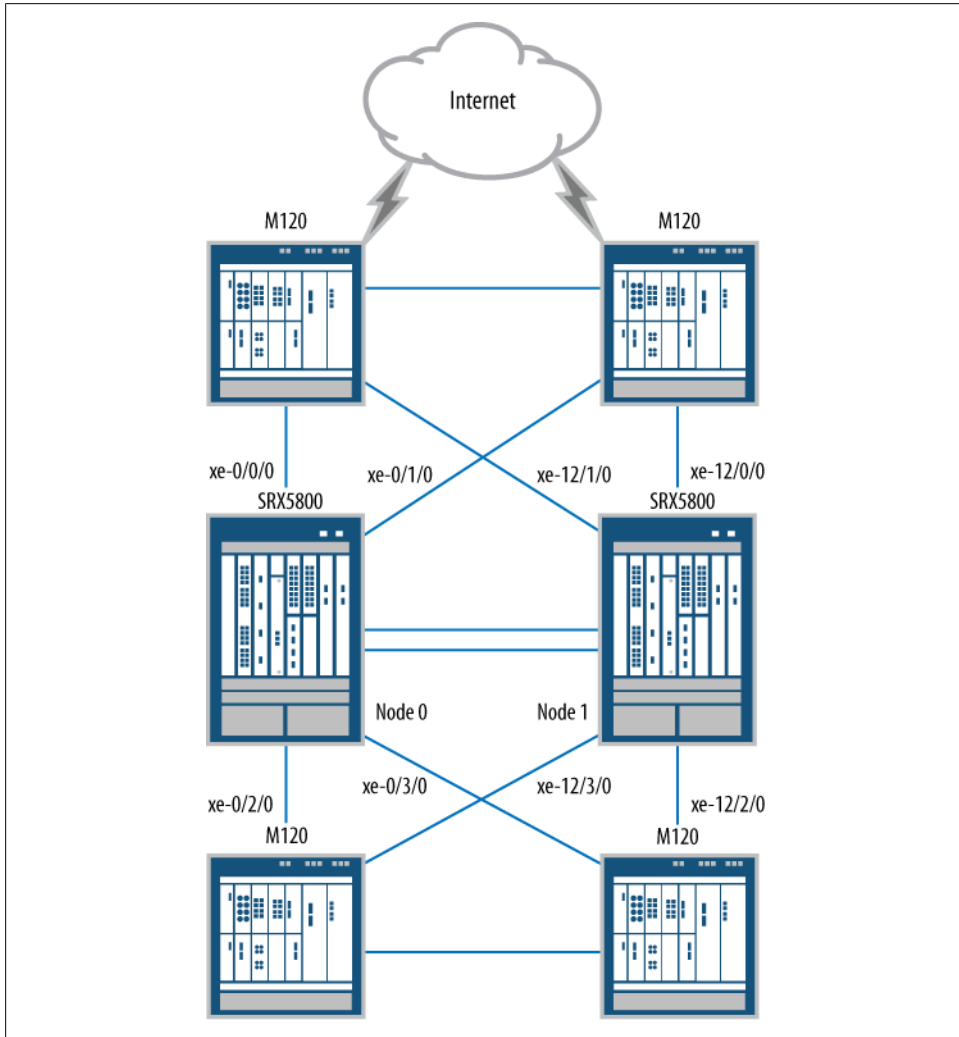 Internet
M120 M120
xe-0/0/0 xe-0/1/0 xe-12/1/0 xe-12/0/0
SRX5800 SRX5800
Node 0 Node 1
xe-0/2/0 xe-0/3/0 xe-12/3/0 xe-12/2/0
M120 M120